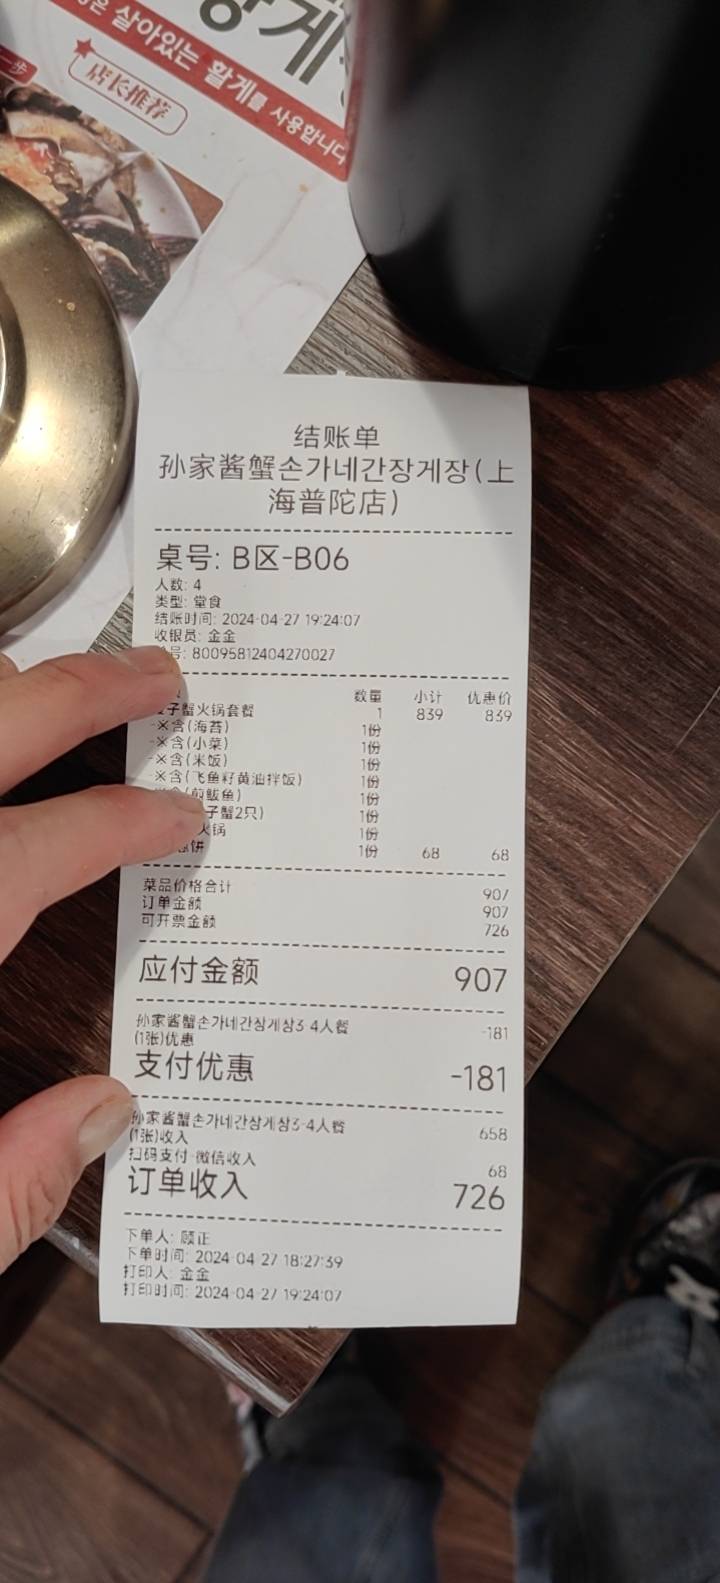 살아있는 활게를 사용합니다
店长推荐
一步
结账单
孙家酱蟹손가네간장게장(上
海普陀店)
桌号: B区-B06
人数: 4
类型: 堂食
结账时间: 2024-04-27 19:24:07
收银员: 金金
号: 80095812404270027
数量 小计 优惠价
子蟹火锅套餐 1 839 839
-※含(海苔) 1份
-※含(小菜) 1份
-※含(米饭) 1份
-※含(飞鱼籽黄油拌饭) 1份
(煎鲅鱼) 1份
子蟹2只) 1份
火锅 1份
饼 1份 68 68
菜品价格合计 907
订单金额 907
可开票金额 726
应付金额 907
孙家酱蟹손가네간장게장3-4人餐 -181
(1张)优惠
支付优惠 -181
孙家酱蟹손가네간장게장3-4人餐 658
(1张)收入
扫码支付-微信收入 68
订单收入 726
下单人: 顾正
下单时间: 2024-04-27 18:27:39
打印人: 金金
打印时间: 2024-04-27 19:24:07